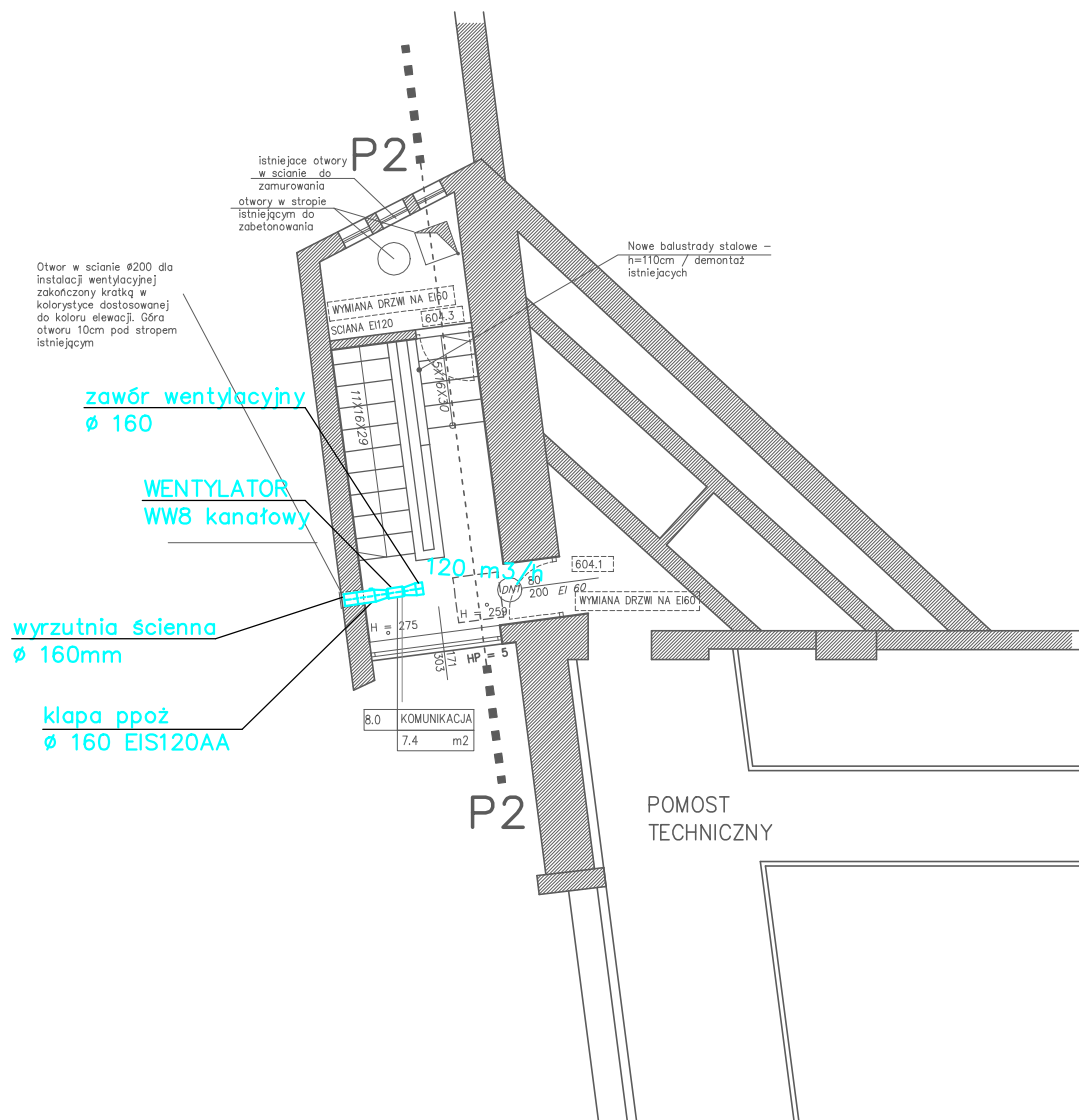 P2
istniejace otwory
w scianie do
zamurowania
otwory w stropie
istniejącym do
zabetonowania
Nowe balustrady stalowe –
h=110cm / demontaż
istniejacych
Otwor w scianie Ø200 dla
instalacji wentylacyjnej
zakończony kratką w
kolorystyce dostosowanej
do koloru elewacji. Góra
otworu 10cm pod stropem
istniejącym
WYMIANA DRZWI NA EI60
SCIANA EI120
604.3
5X16X30
11X16X29
zawór wentylacyjny
Ø 160
WENTYLATOR
WW8 kanałowy
120 m3/h
604.1
DN1
80
200
EI 60
WYMIANA DRZWI NA EI60
H = 259
H = 275
wyrzutnia ścienna
Ø 160mm
171
303
HP = 5
klapa ppoż
Ø 160 EIS120AA
8.0 KOMUNIKACJA
7.4 m2
P2
POMOST
TECHNICZNY